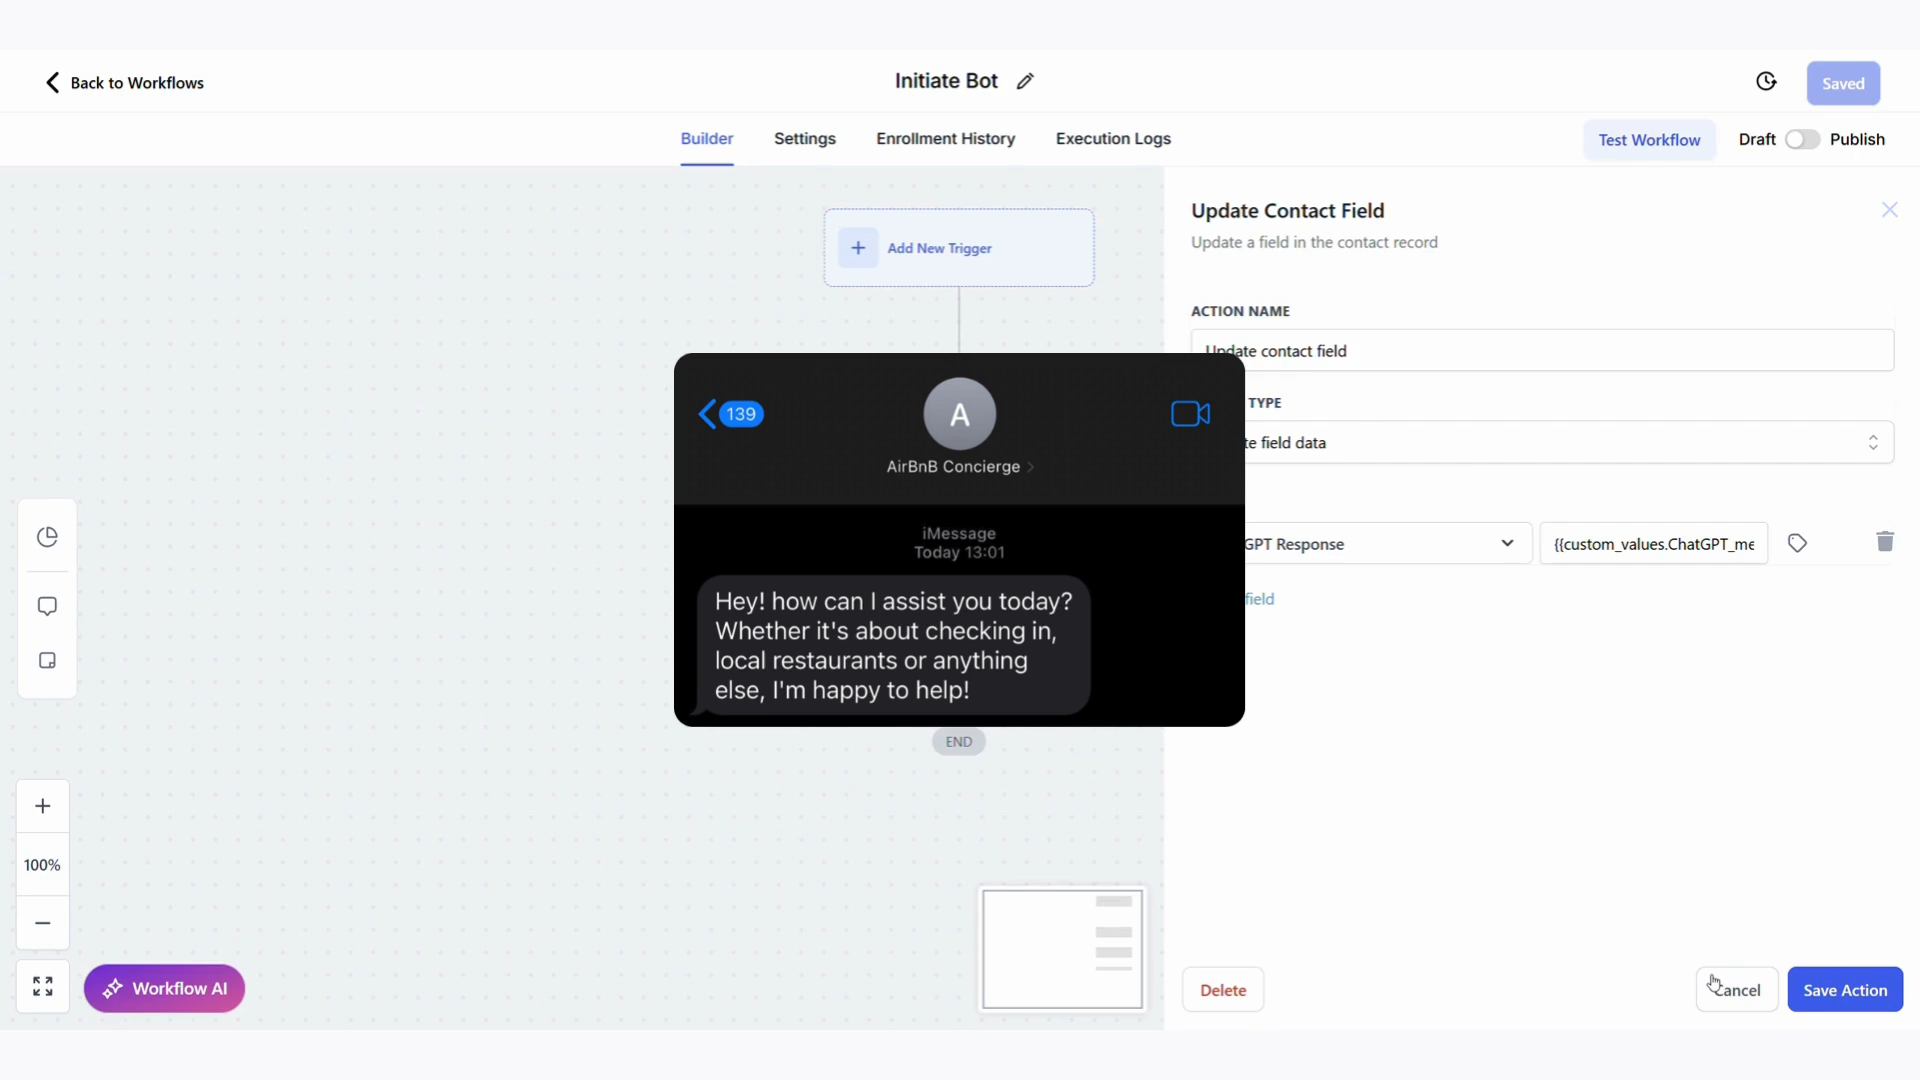 Back to Workflows
Initiate Bot
Saved
Builder
Settings
Enrollment History
Execution Logs
Test Workflow
Draft
Publish
Add New Trigger
Update Contact Field
Update a field in the contact record
ACTION NAME
Update contact field
TYPE
te field data
GPT Response
{{custom_values.ChatGPT_me
field
139
A
AirBnB Concierge
iMessage
Today 13:01
Hey! how can I assist you today?
Whether it's about checking in,
local restaurants or anything
else, I'm happy to help!
END
100%
Workflow AI
Delete
Cancel
Save Action